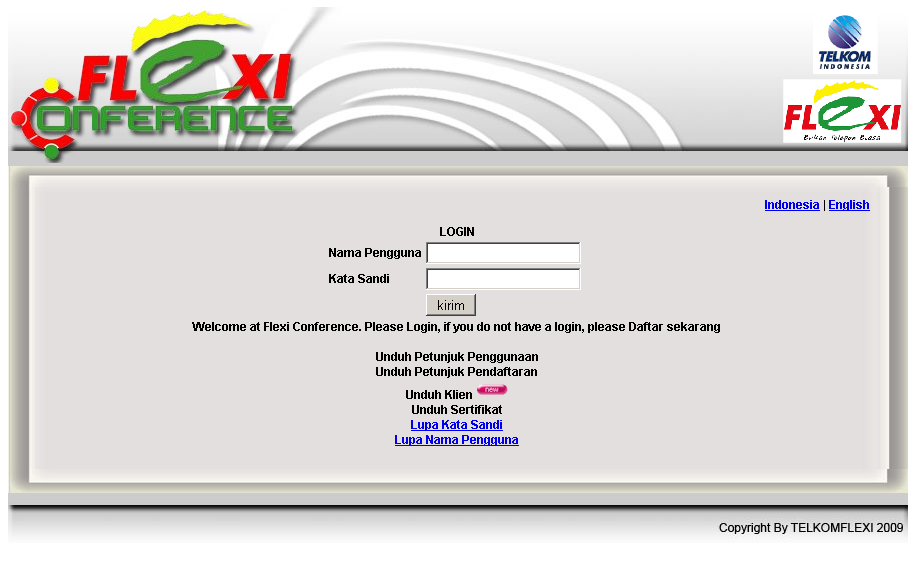 FLEXI
CONFERENCE
TELKOM
INDONESIA
FLEXI
Bukan Telepon Biasa
Indonesia | English
LOGIN
Nama Pengguna
Kata Sandi
kirim
Welcome at Flexi Conference. Please Login, if you do not have a login, please Daftar sekarang
Unduh Petunjuk Penggunaan
Unduh Petunjuk Pendaftaran
Unduh Klien new
Unduh Sertifikat
Lupa Kata Sandi
Lupa Nama Pengguna
Copyright By TELKOMFLEXI 2009